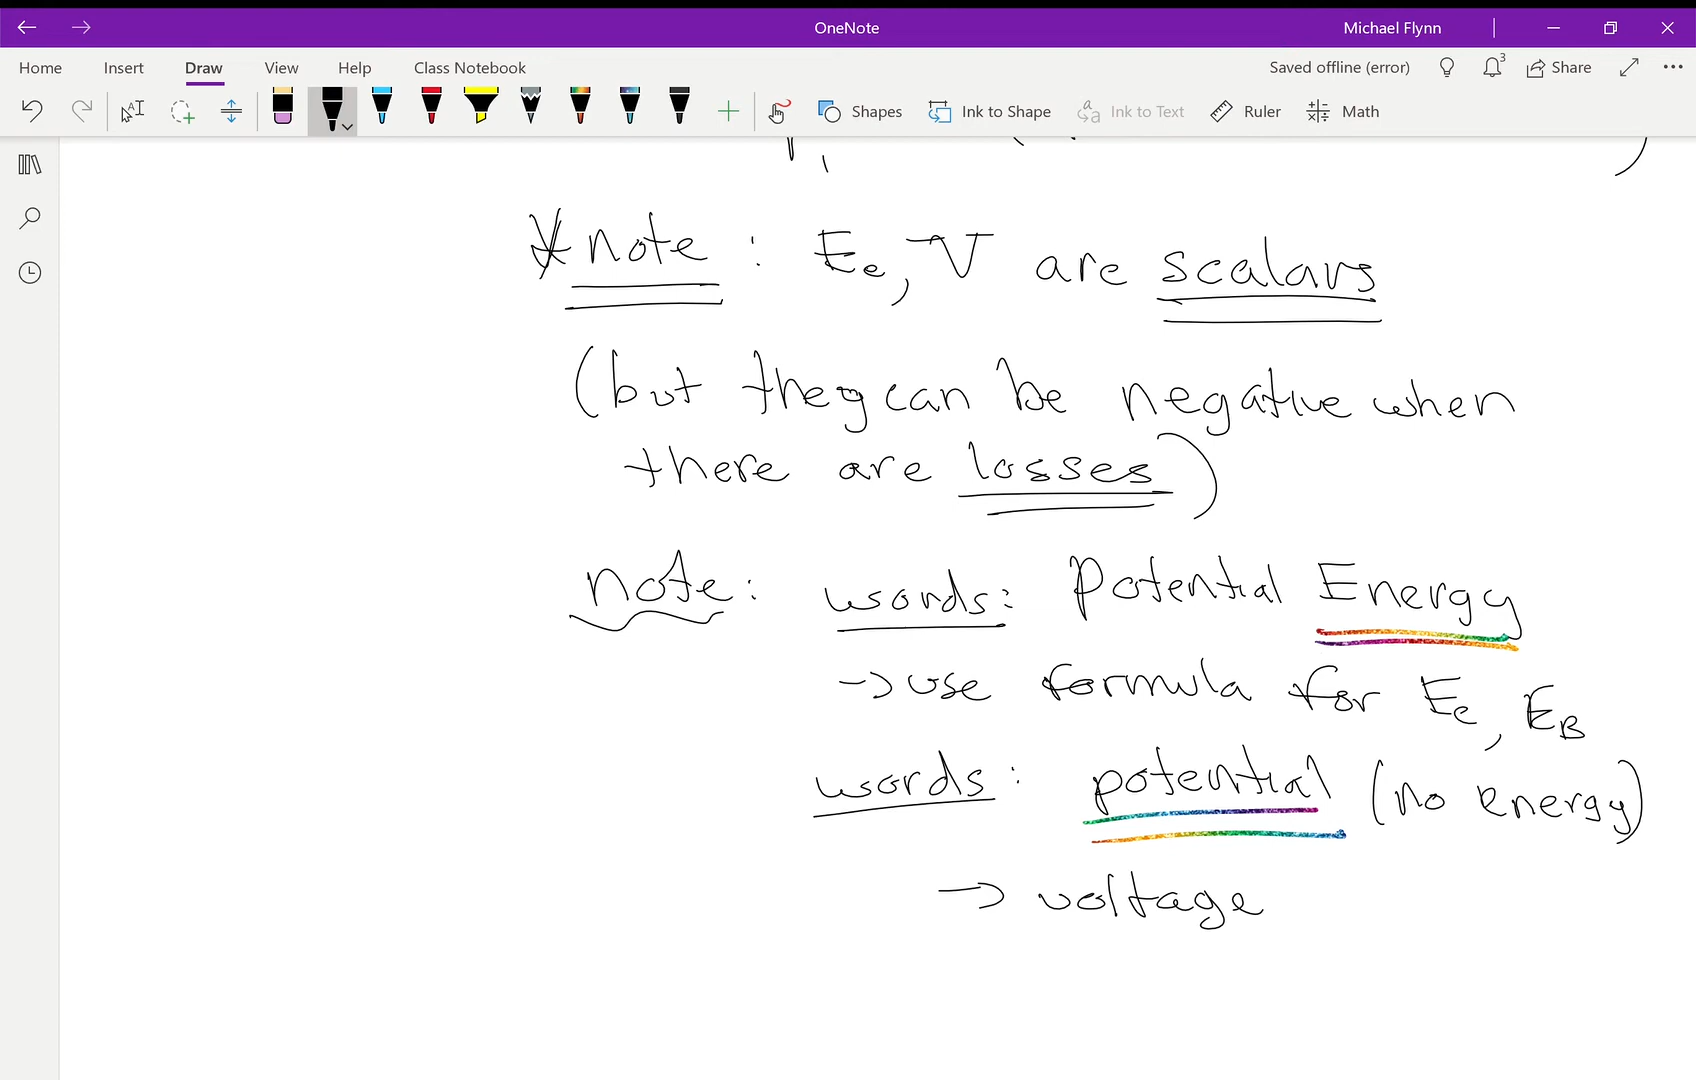 OneNote
Michael Flynn
Home Insert Draw View Help Class Notebook
Saved offline (error) 3 Share
Shapes Ink to Shape Ink to Text Ruler Math
*note : Ee, V are scalars
(but they can be negative when
there are losses)
note: words: Potential Energy
→ use formula for Ee, EB
words: potential (no energy)
→ voltage